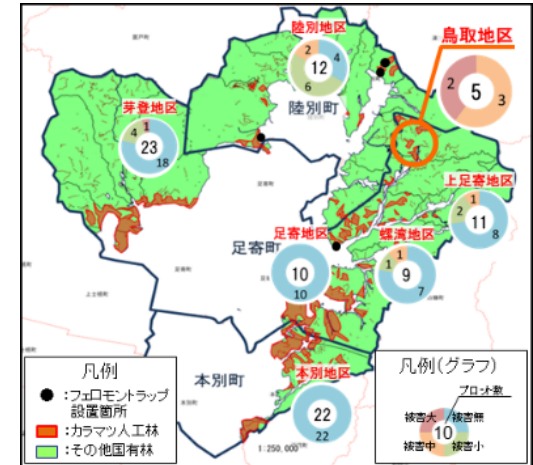 陸別地区
2
4
12
6
陸別町
鳥取地区
2
5
3
芽登地区
1
4
23
18
上足寄地区
1
2
11
8
足寄地区
10
10
足寄町
螺湾地区
1
1
9
7
本別町
本別地区
22
22
凡例
:フェロモントラップ
設置箇所
:カラマツ人工林
:その他国有林
1:250,000
凡例(グラフ)
プロット数
被害大
被害無
10
被害中
被害小